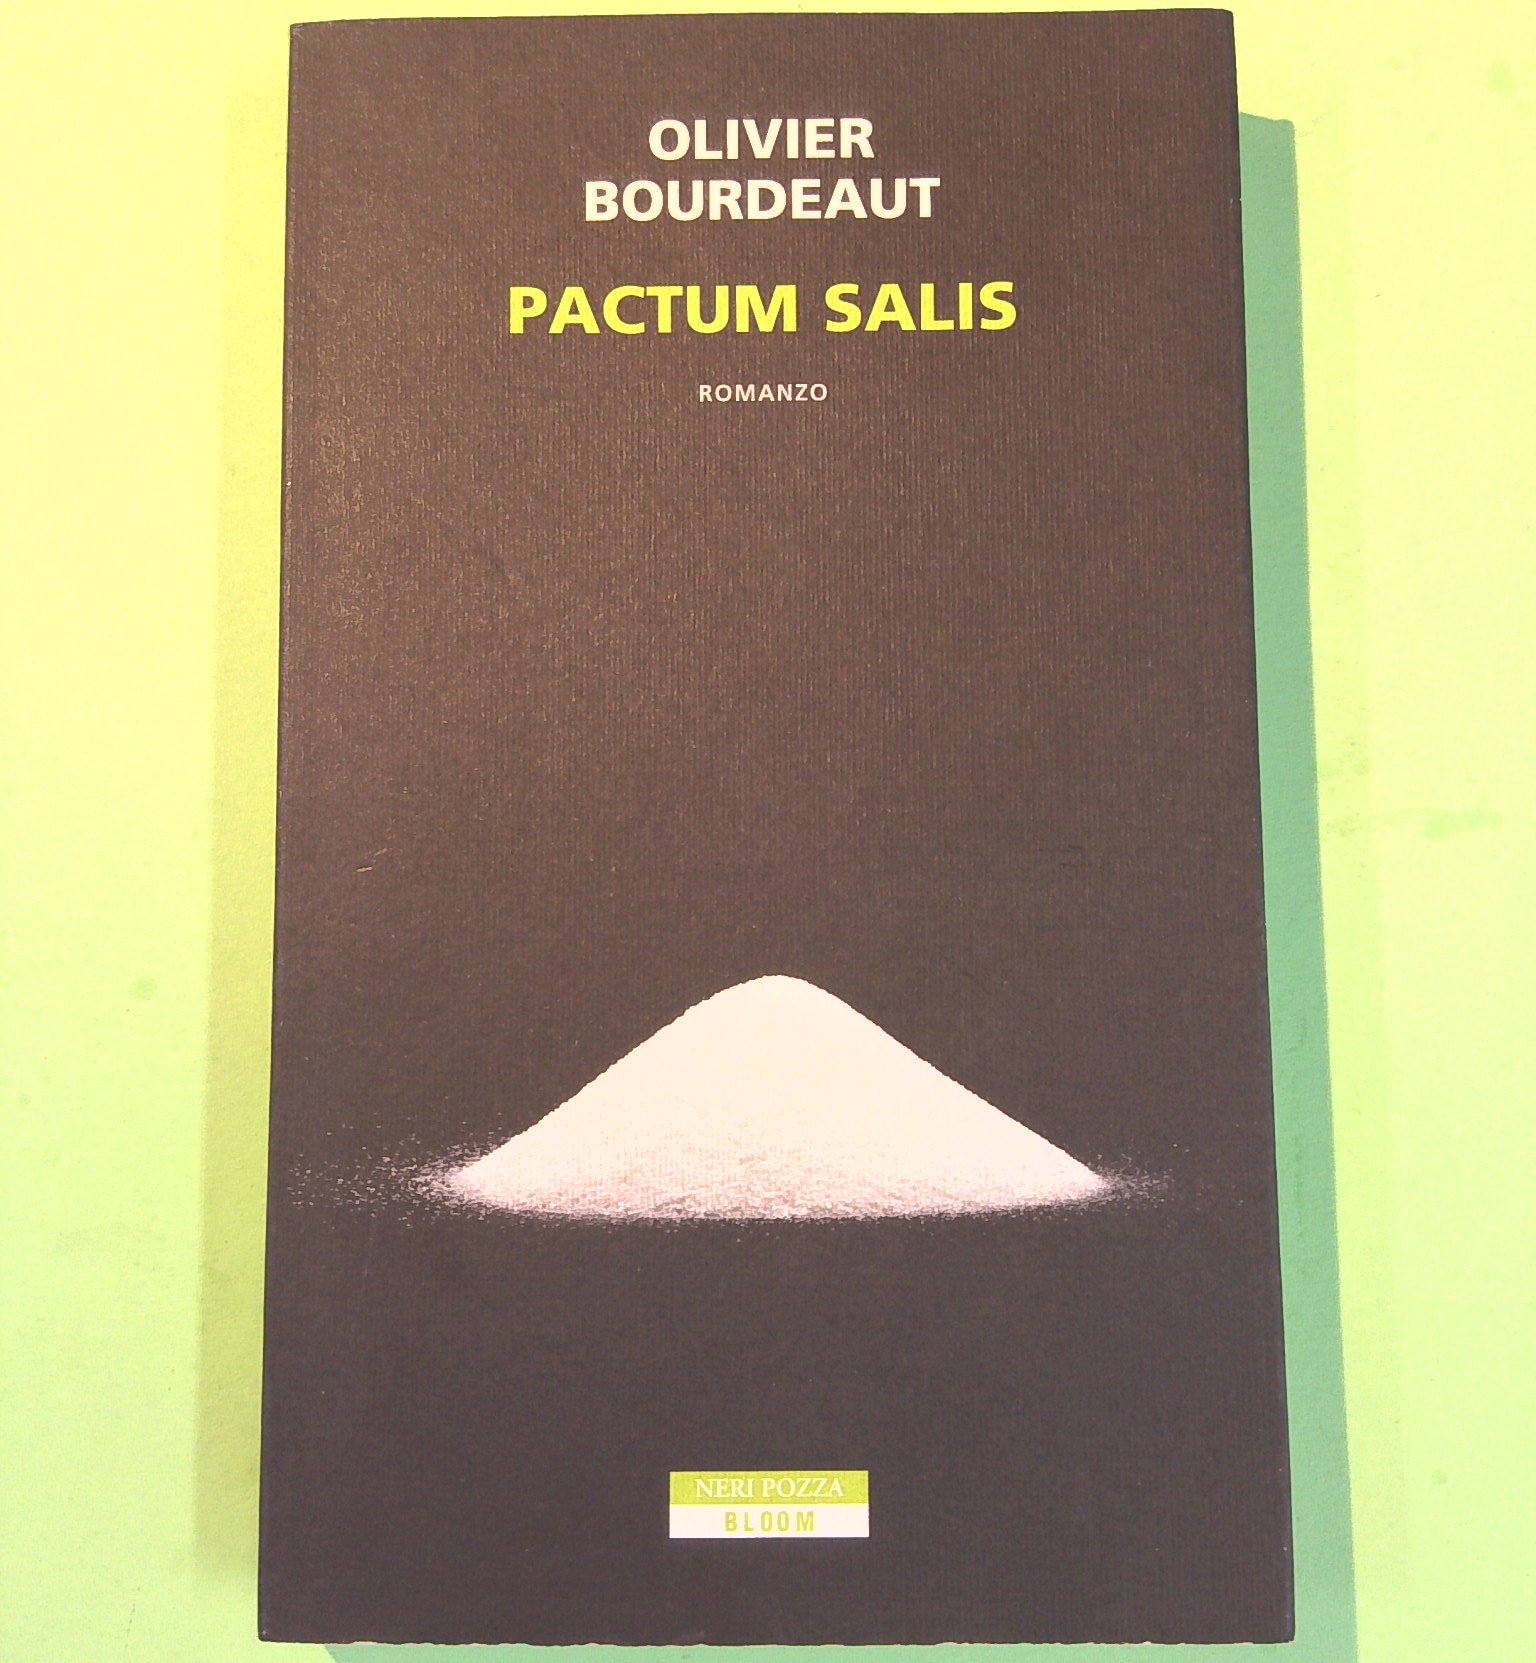 OLIVIER
BOURDEAUT
PACTUM SALIS
ROMANZO
NERI POZZA
BLOOM